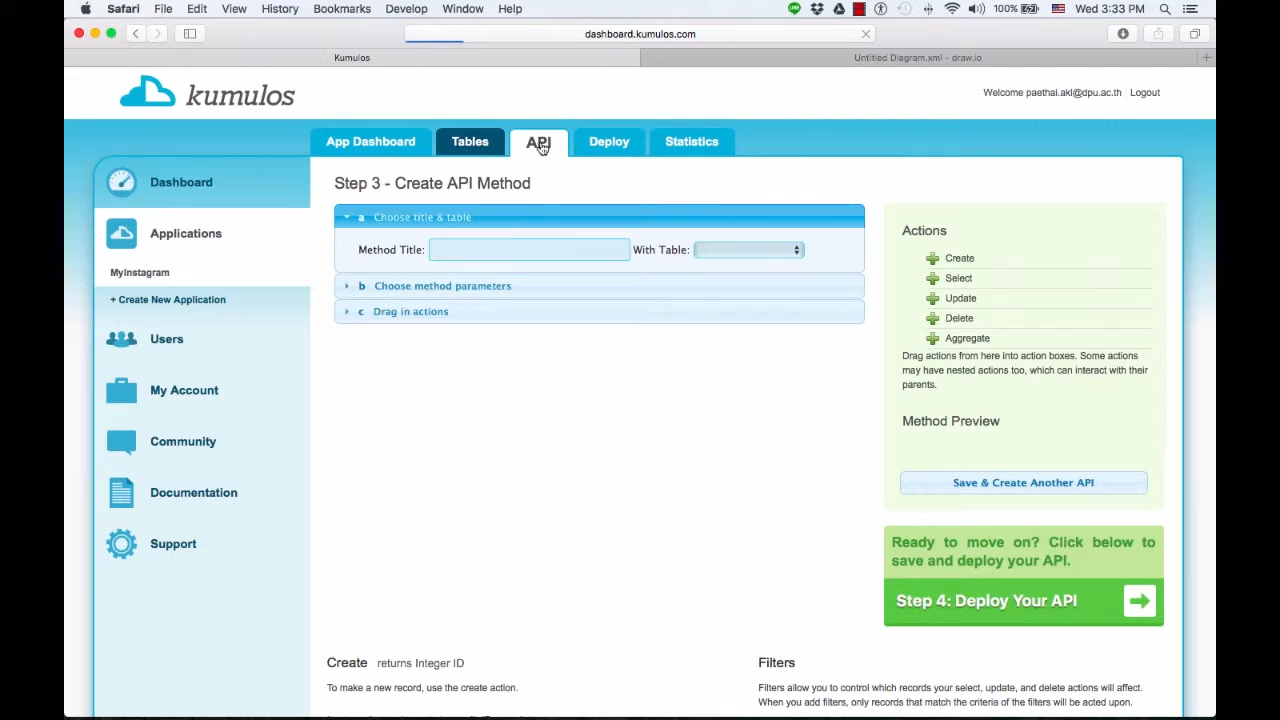 Safari File Edit View History Bookmarks Develop Window Help 100% Wed 3:33 PM
dashboard.kumulos.com
Kumulos Untitled Diagram.xml - draw.io
kumulos
Welcome paethai.akl@dpu.ac.th Logout
App Dashboard Tables API Deploy Statistics
Dashboard
Applications
MyInstagram
+ Create New Application
Users
My Account
Community
Documentation
Support
Step 3 - Create API Method
a Choose title & table
Method Title: With Table:
b Choose method parameters
c Drag in actions
Actions
Create
Select
Update
Delete
Aggregate
Drag actions from here into action boxes. Some actions
may have nested actions too, which can interact with their
parents.
Method Preview
Save & Create Another API
Ready to move on? Click below to
save and deploy your API.
Step 4: Deploy Your API
Create returns Integer ID
To make a new record, use the create action.
Filters
Filters allow you to control which records your select, update, and delete actions will affect.
When you add filters, only records that match the criteria of the filters will be acted upon.